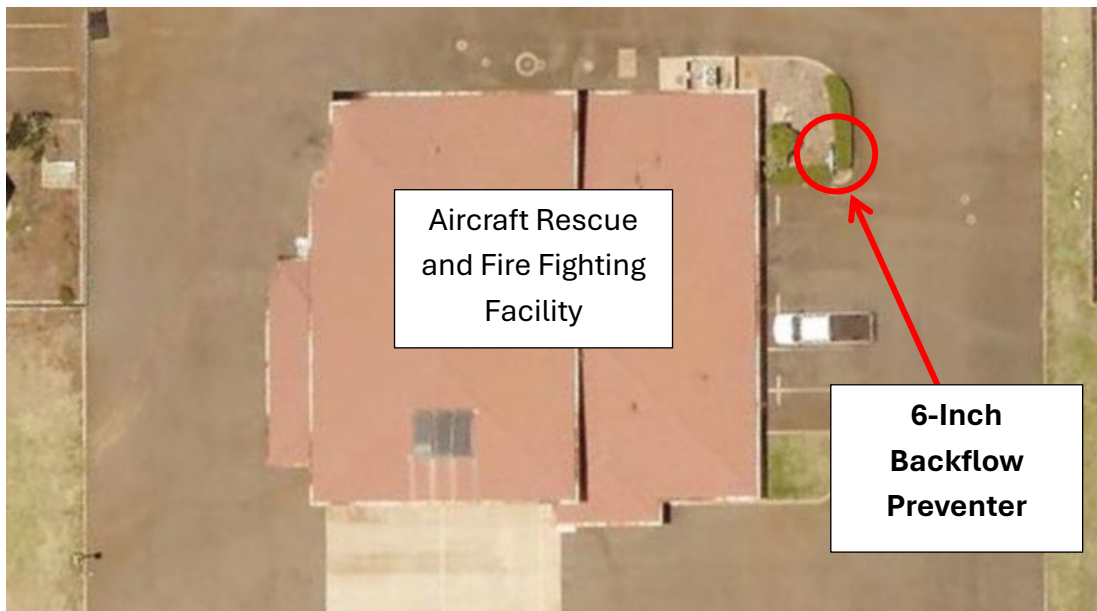 Aircraft Rescue
and Fire Fighting
Facility
6-Inch
Backflow
Preventer